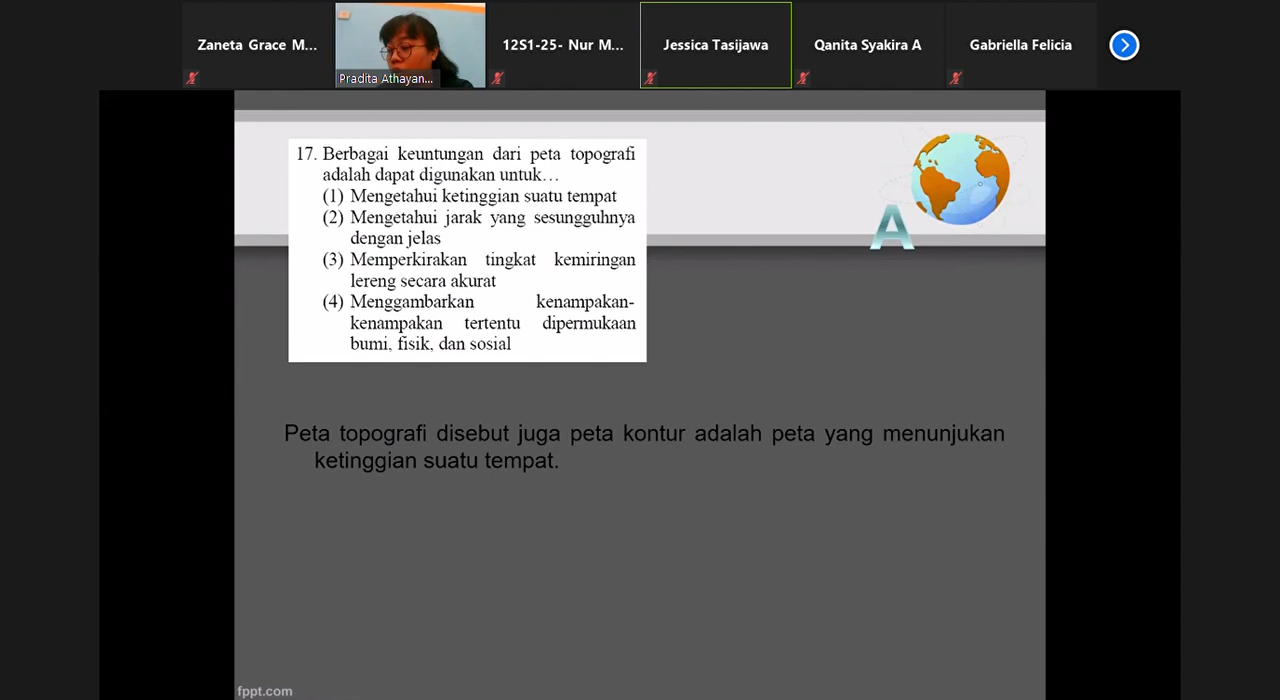 Zaneta Grace M...
Pradita Athayan...
12S1-25- Nur M...
Jessica Tasijawa
Qanita Syakira A
Gabriella Felicia
17. Berbagai keuntungan dari peta topografi
adalah dapat digunakan untuk…
(1) Mengetahui ketinggian suatu tempat
(2) Mengetahui jarak yang sesungguhnya
dengan jelas
(3) Memperkirakan tingkat kemiringan
lereng secara akurat
(4) Menggambarkan kenampakan-
kenampakan tertentu dipermukaan
bumi, fisik, dan sosial
A
Peta topografi disebut juga peta kontur adalah peta yang menunjukan
ketinggian suatu tempat.
fppt.com